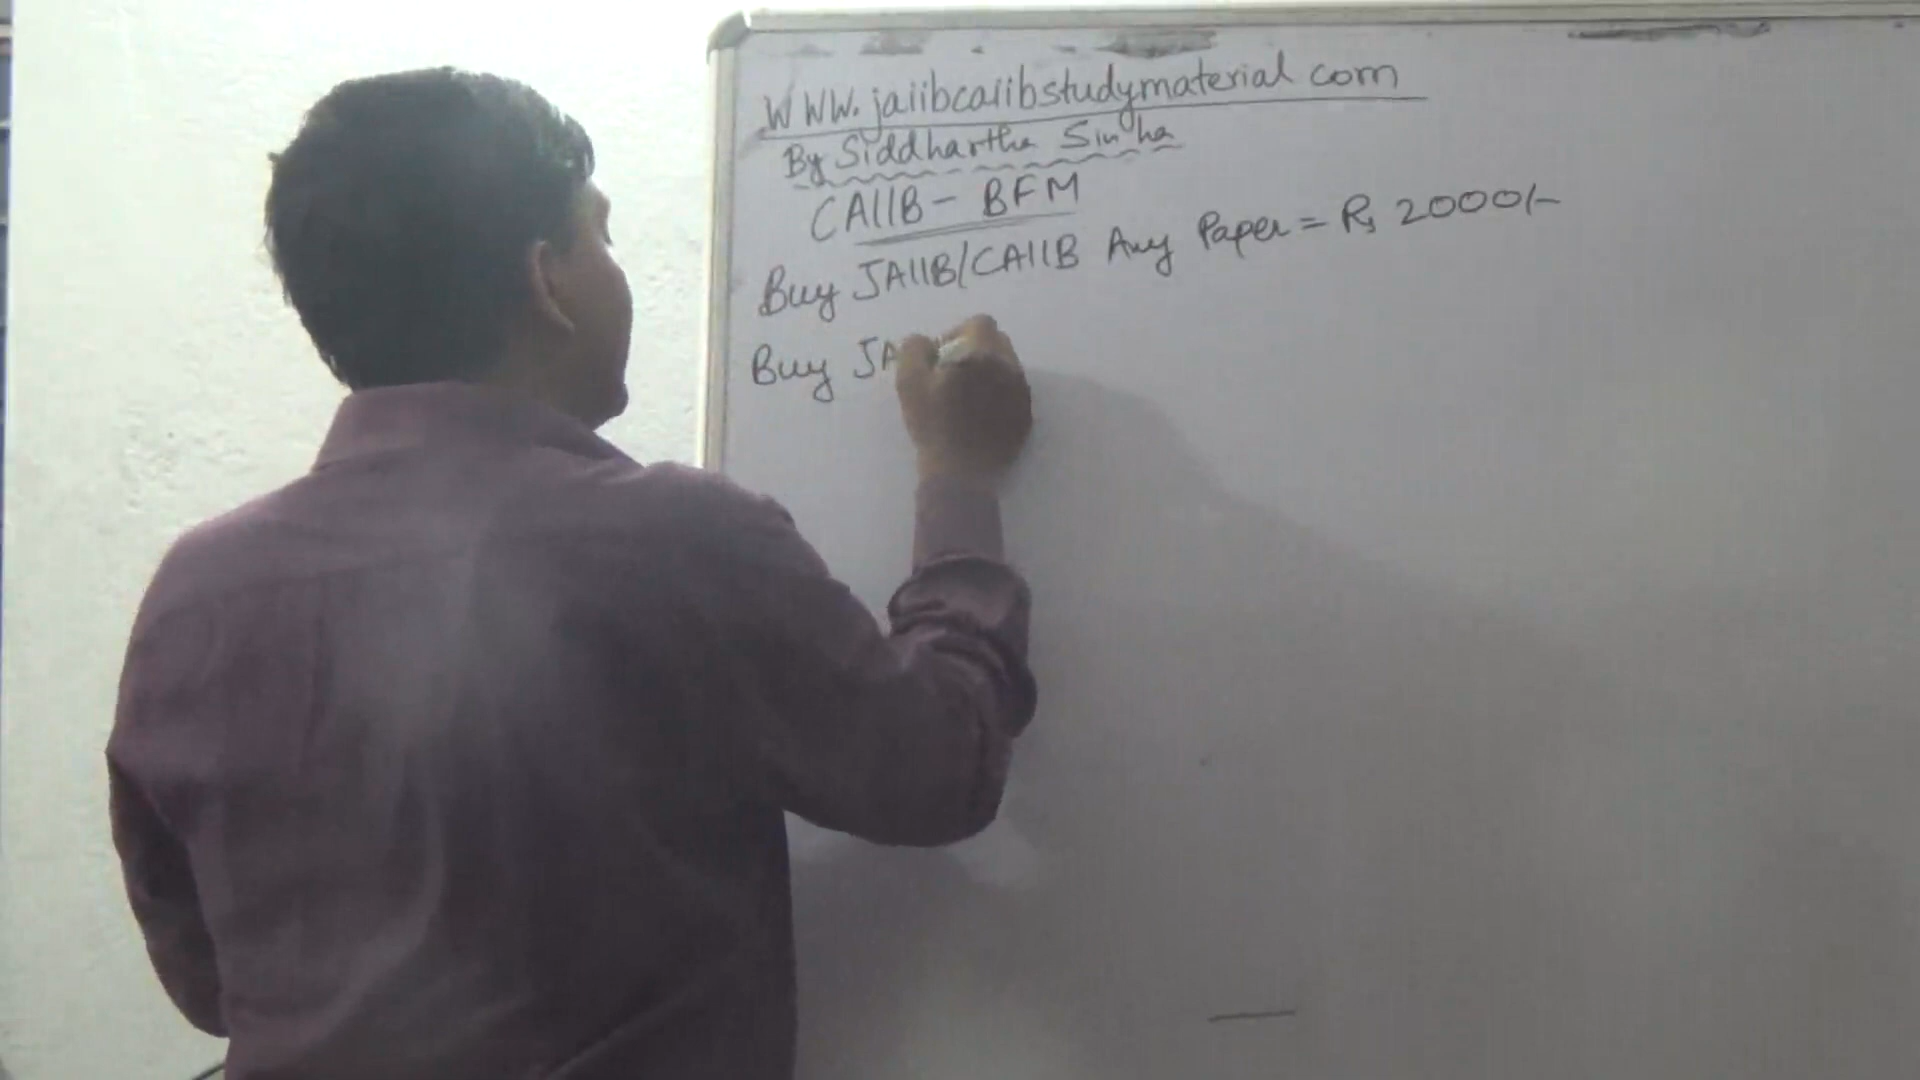 WWW.jaiibcaiibstudymaterial com
By Siddhartha Sinha
CAIIB - BFM
Buy JAIIB/CAIIB Any Paper = Rs 2000/-
Buy JA